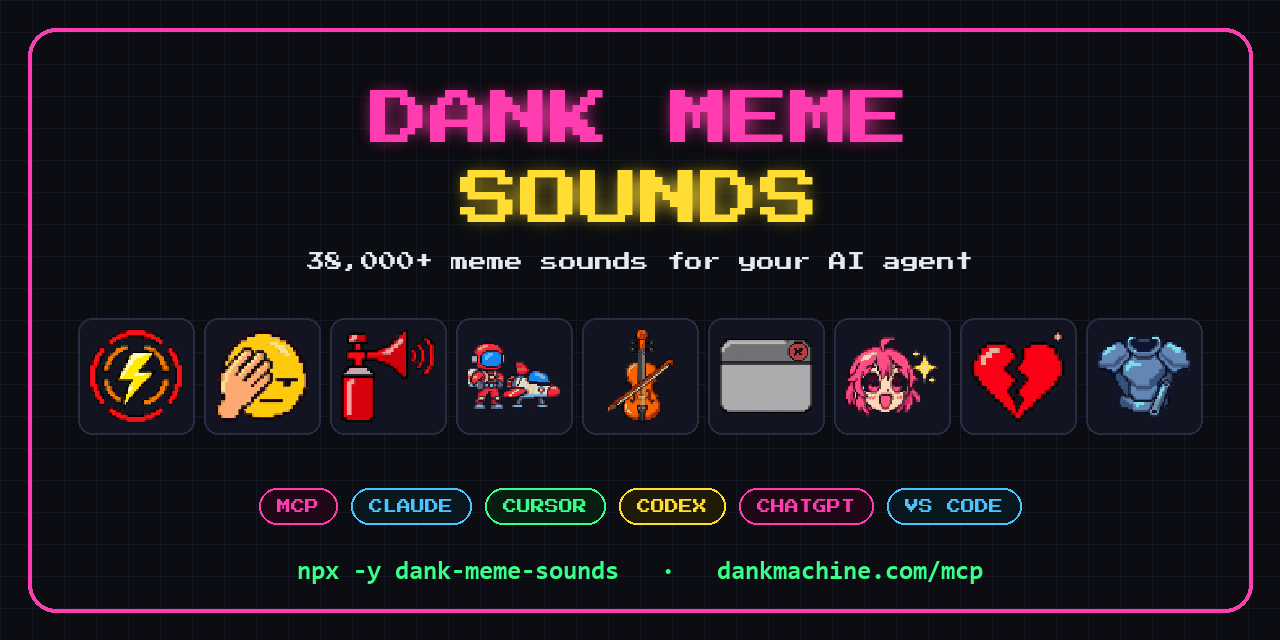 DANK MEME
SOUNDS
38,000+ meme sounds for your AI agent
MCP CLAUDE CURSOR CODEX CHATGPT VS CODE
npx -y dank-meme-sounds · dankmachine.com/mcp